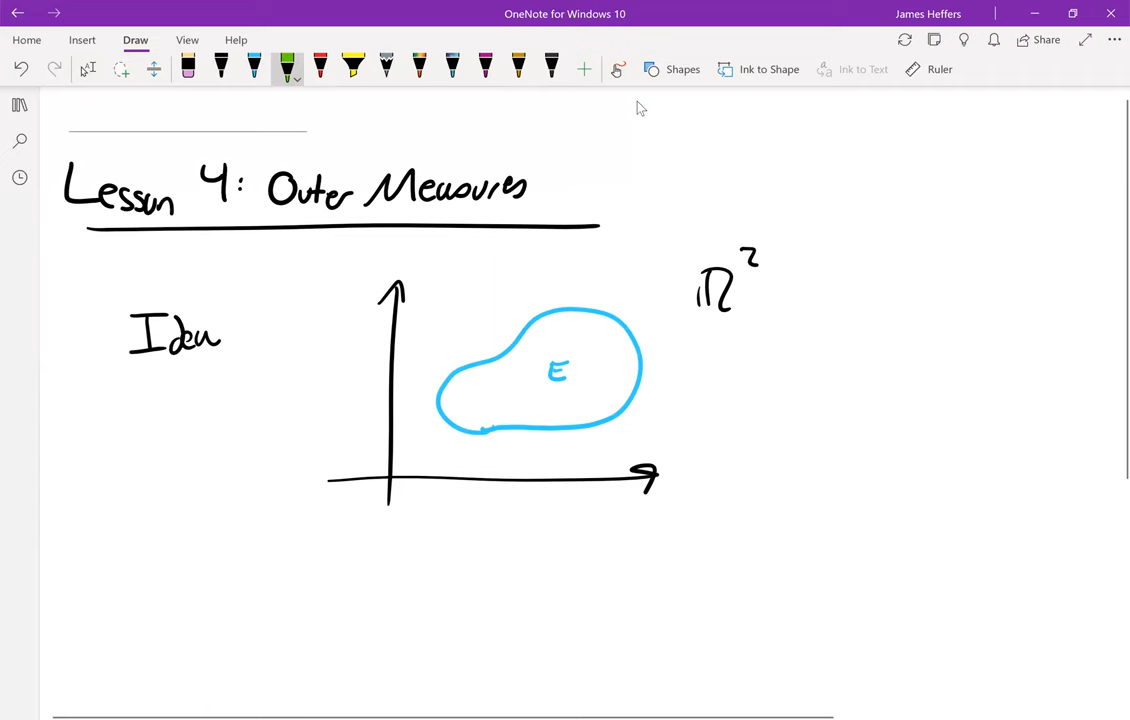 OneNote for Windows 10
James Heffers
Home Insert Draw View Help
Share
Shapes Ink to Shape Ink to Text Ruler
Lesson 4: Outer Measures
ℝ²
Idea
E